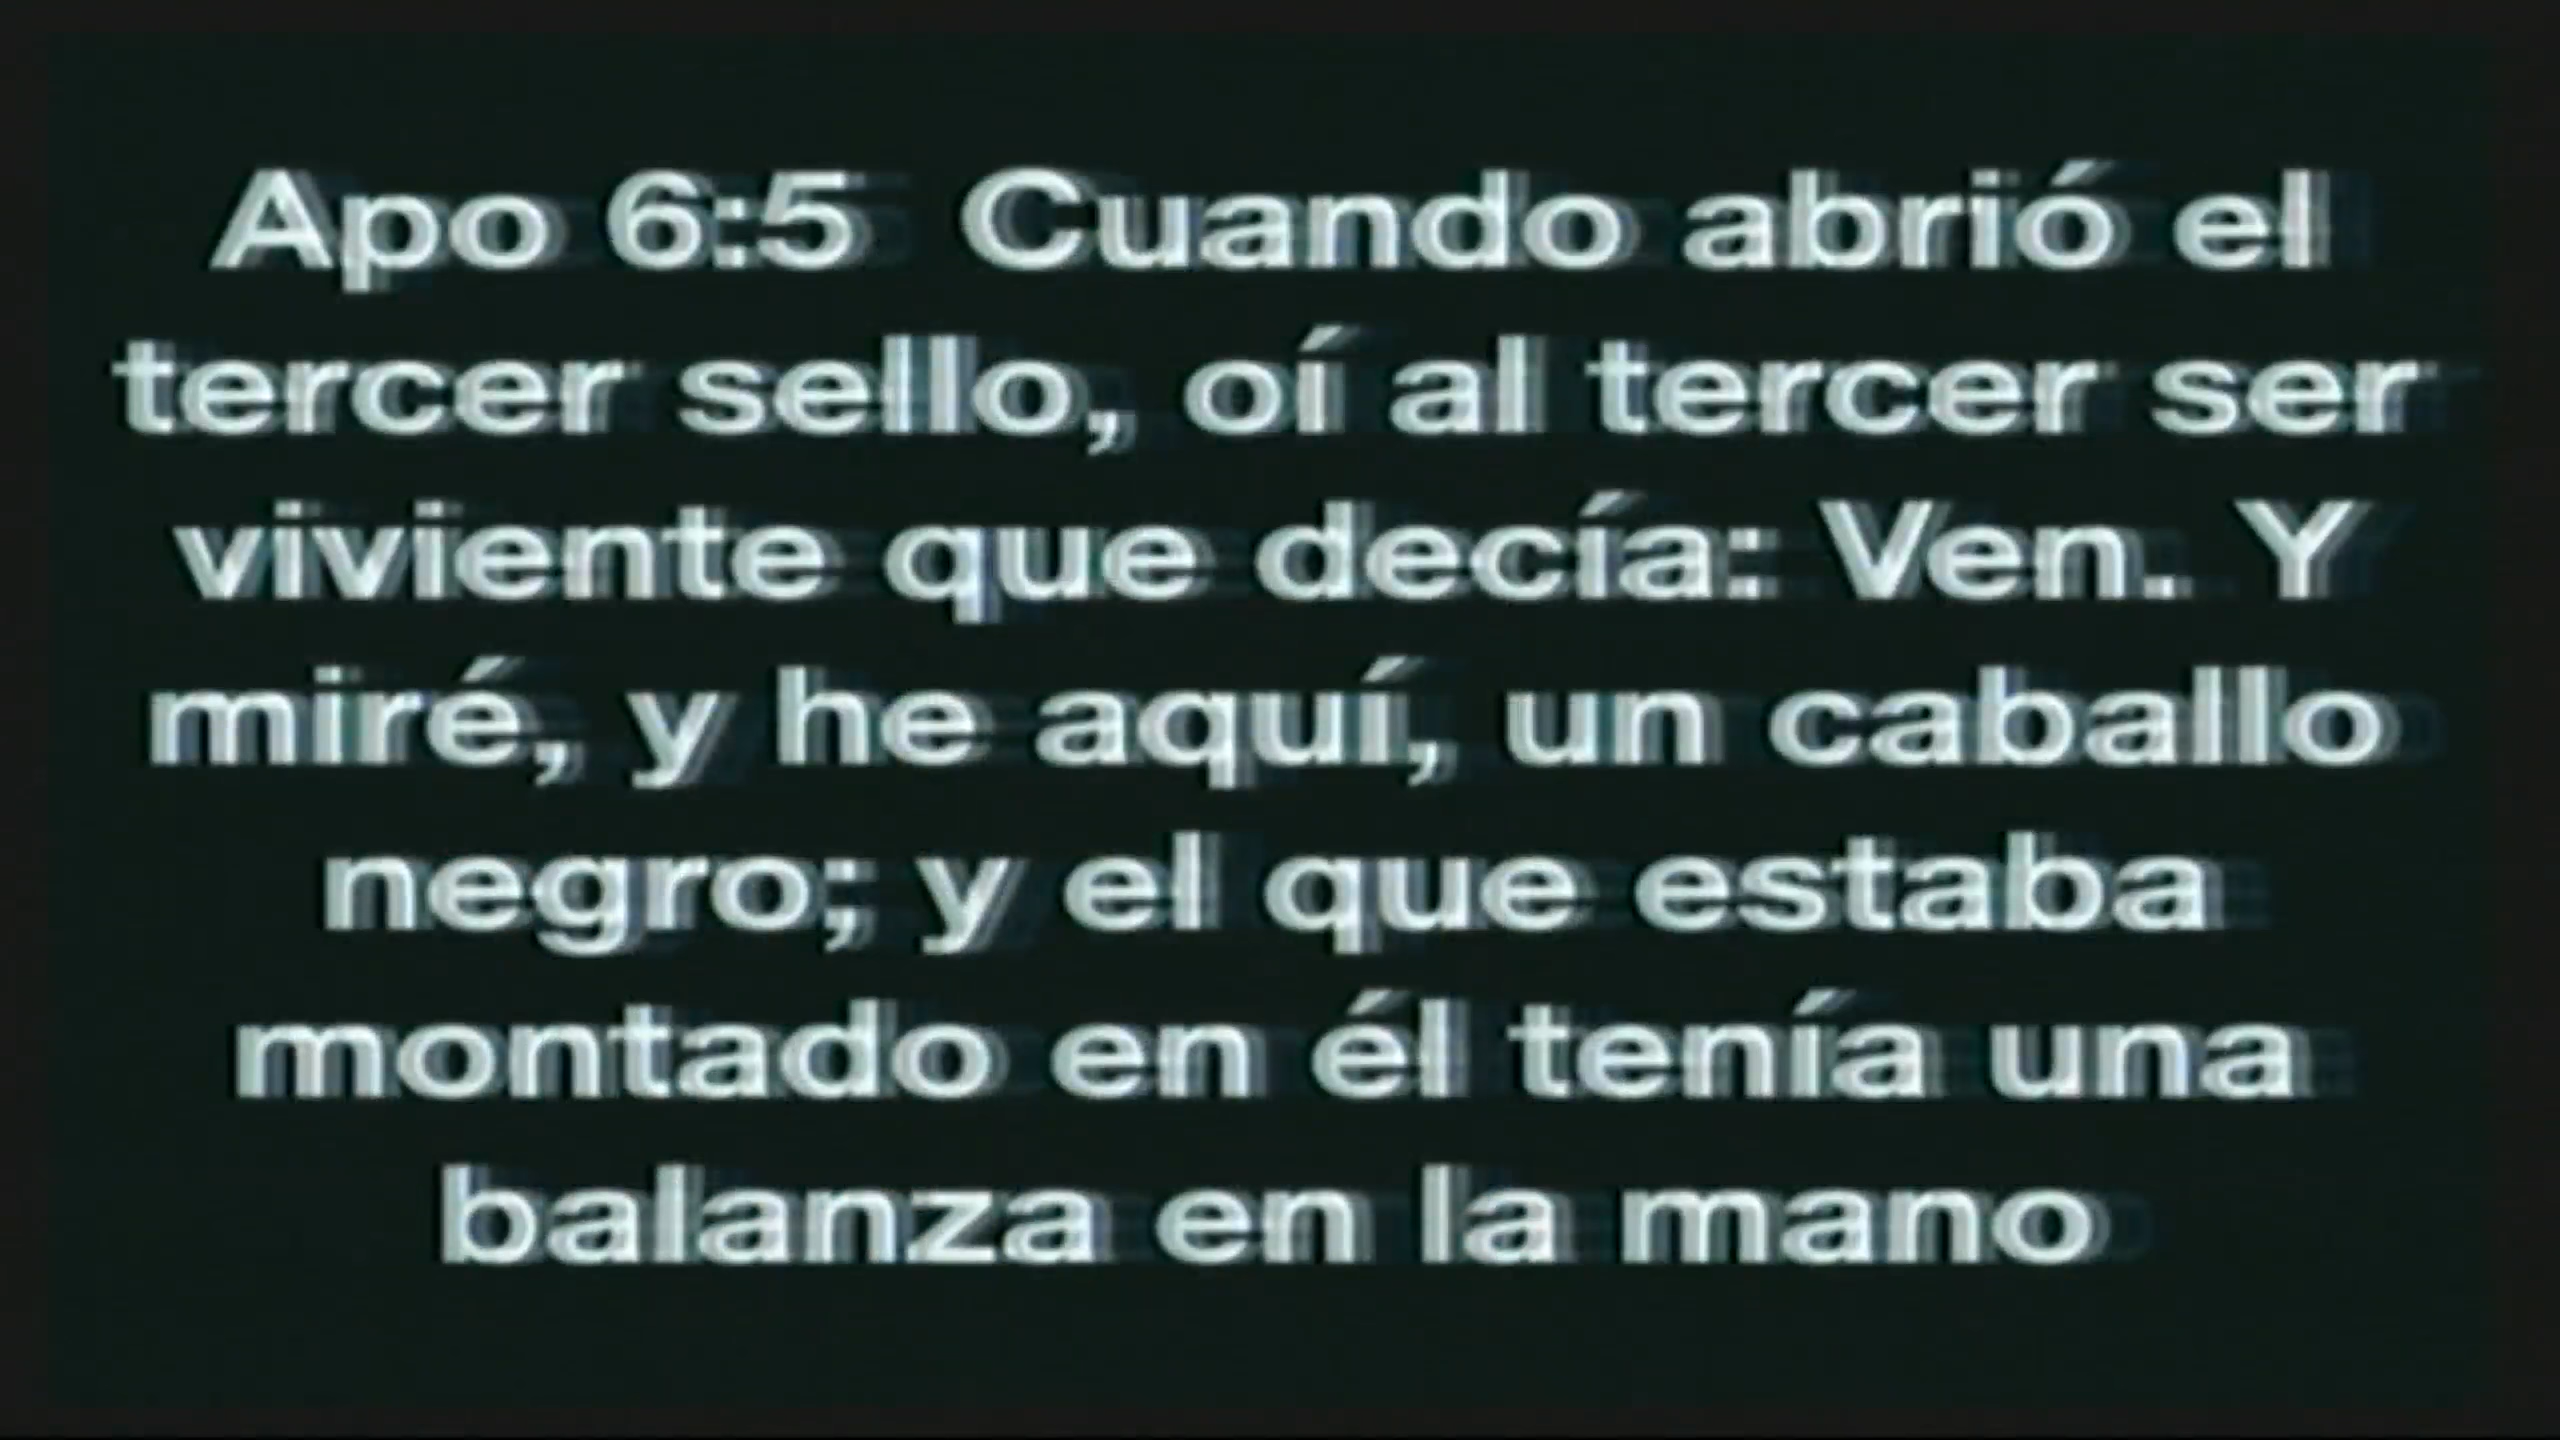 Apo 6:5  Cuando abrió el
tercer sello, oí al tercer ser
viviente que decía: Ven. Y
miré, y he aquí, un caballo
negro; y el que estaba
montado en él tenía una
balanza en la mano